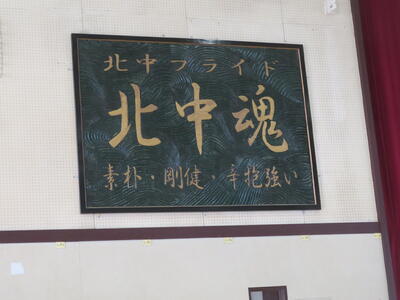 北中プライド
北中魂
素朴・剛健・辛抱強い